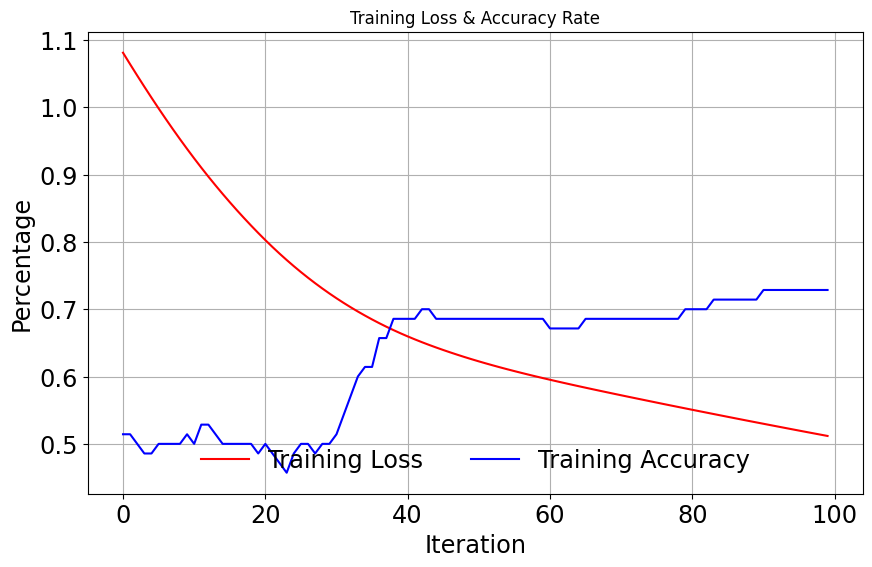 Training Loss & Accuracy Rate
1.1
1.0
0.9
0.8
0.7
0.6
0.5
Percentage
Training Loss Training Accuracy
0 20 40 60 80 100
Iteration